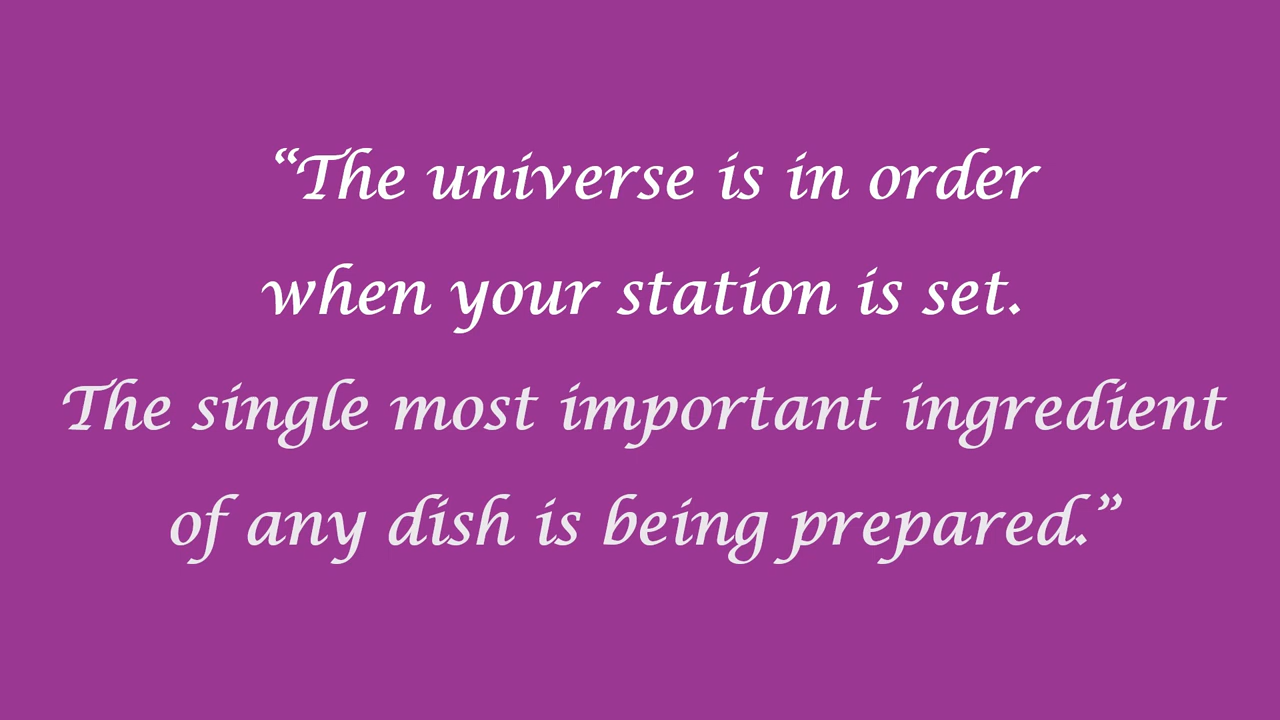 “The universe is in order
when your station is set.
The single most important ingredient
of any dish is being prepared.”